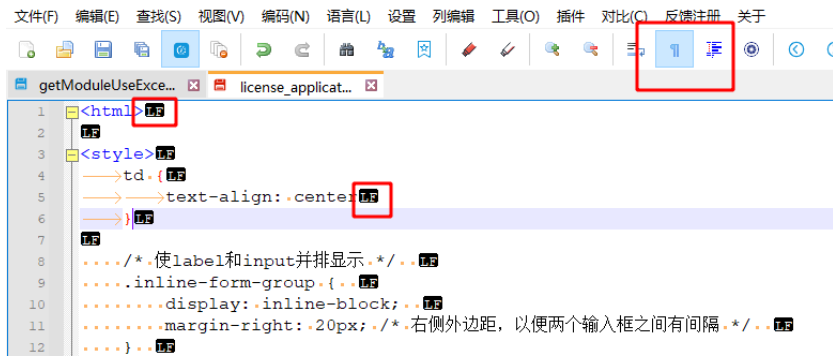 文件(F) 编辑(E) 查找(S) 视图(V) 编码(N) 语言(L) 设置 列编辑 工具(O) 插件 对比(C) 反馈注册 关于
getModuleUseExce... license_applicat...
1 <html>LF
2 LF
3 <style>LF
4 td {LF
5 text-align: centerLF
6 }LF
7 LF
8 /* 使label和input并排显示 */ LF
9 .inline-form-group { LF
10 display: inline-block; LF
11 margin-right: 20px; /* 右侧外边距，以便两个输入框之间有间隔 */ LF
12 } LF